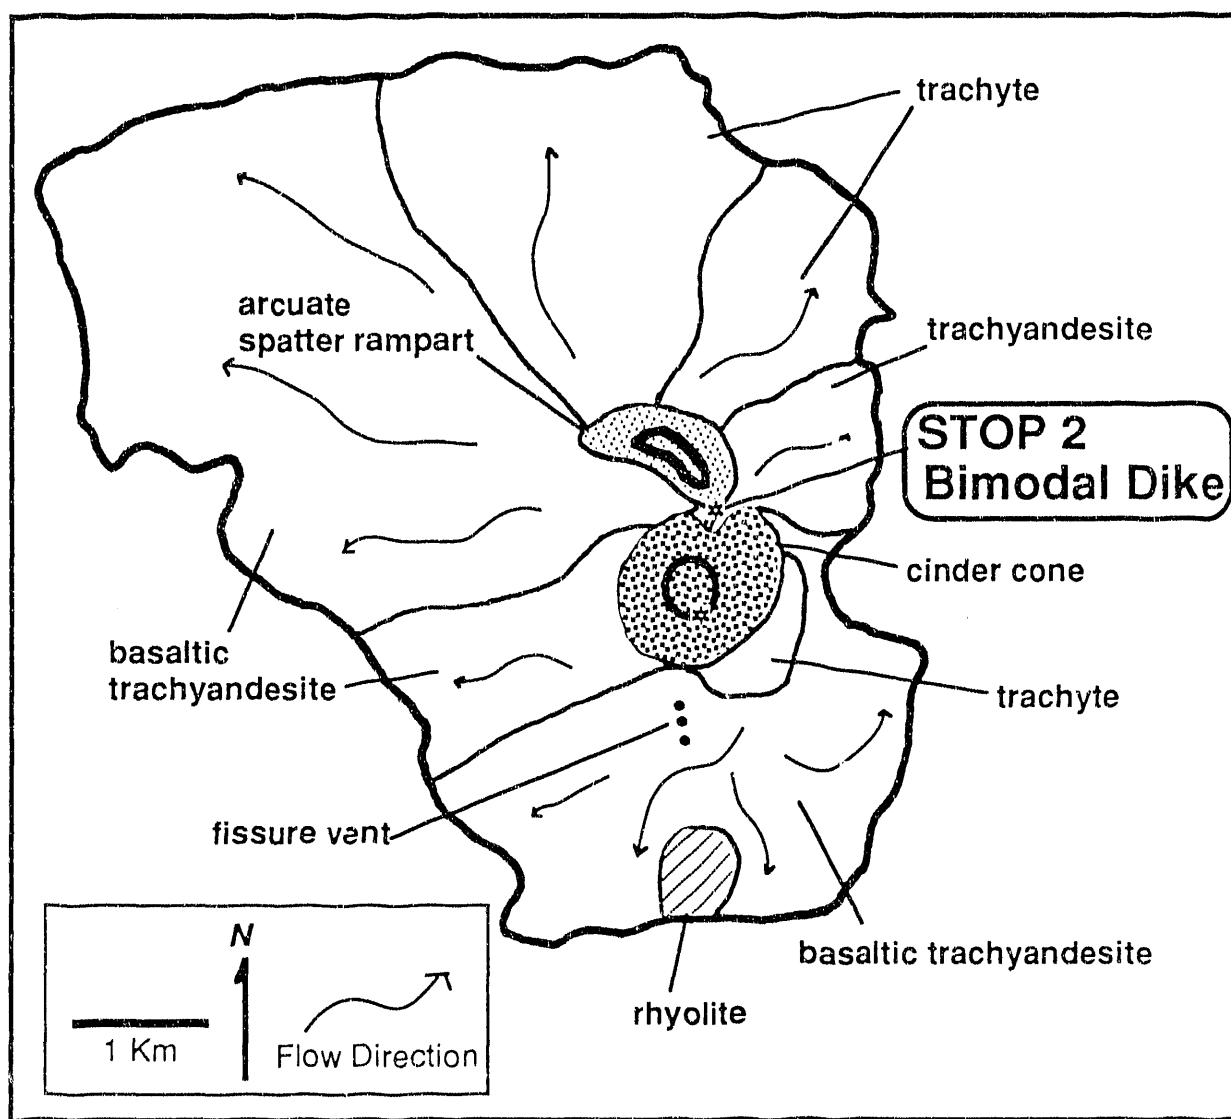 trachyte
arcuate
spatter rampart
trachyandesite
STOP 2
Bimodal Dike
cinder cone
basaltic
trachyandesite
trachyte
fissure vent
basaltic trachyandesite
rhyolite
N
1 Km
Flow Direction